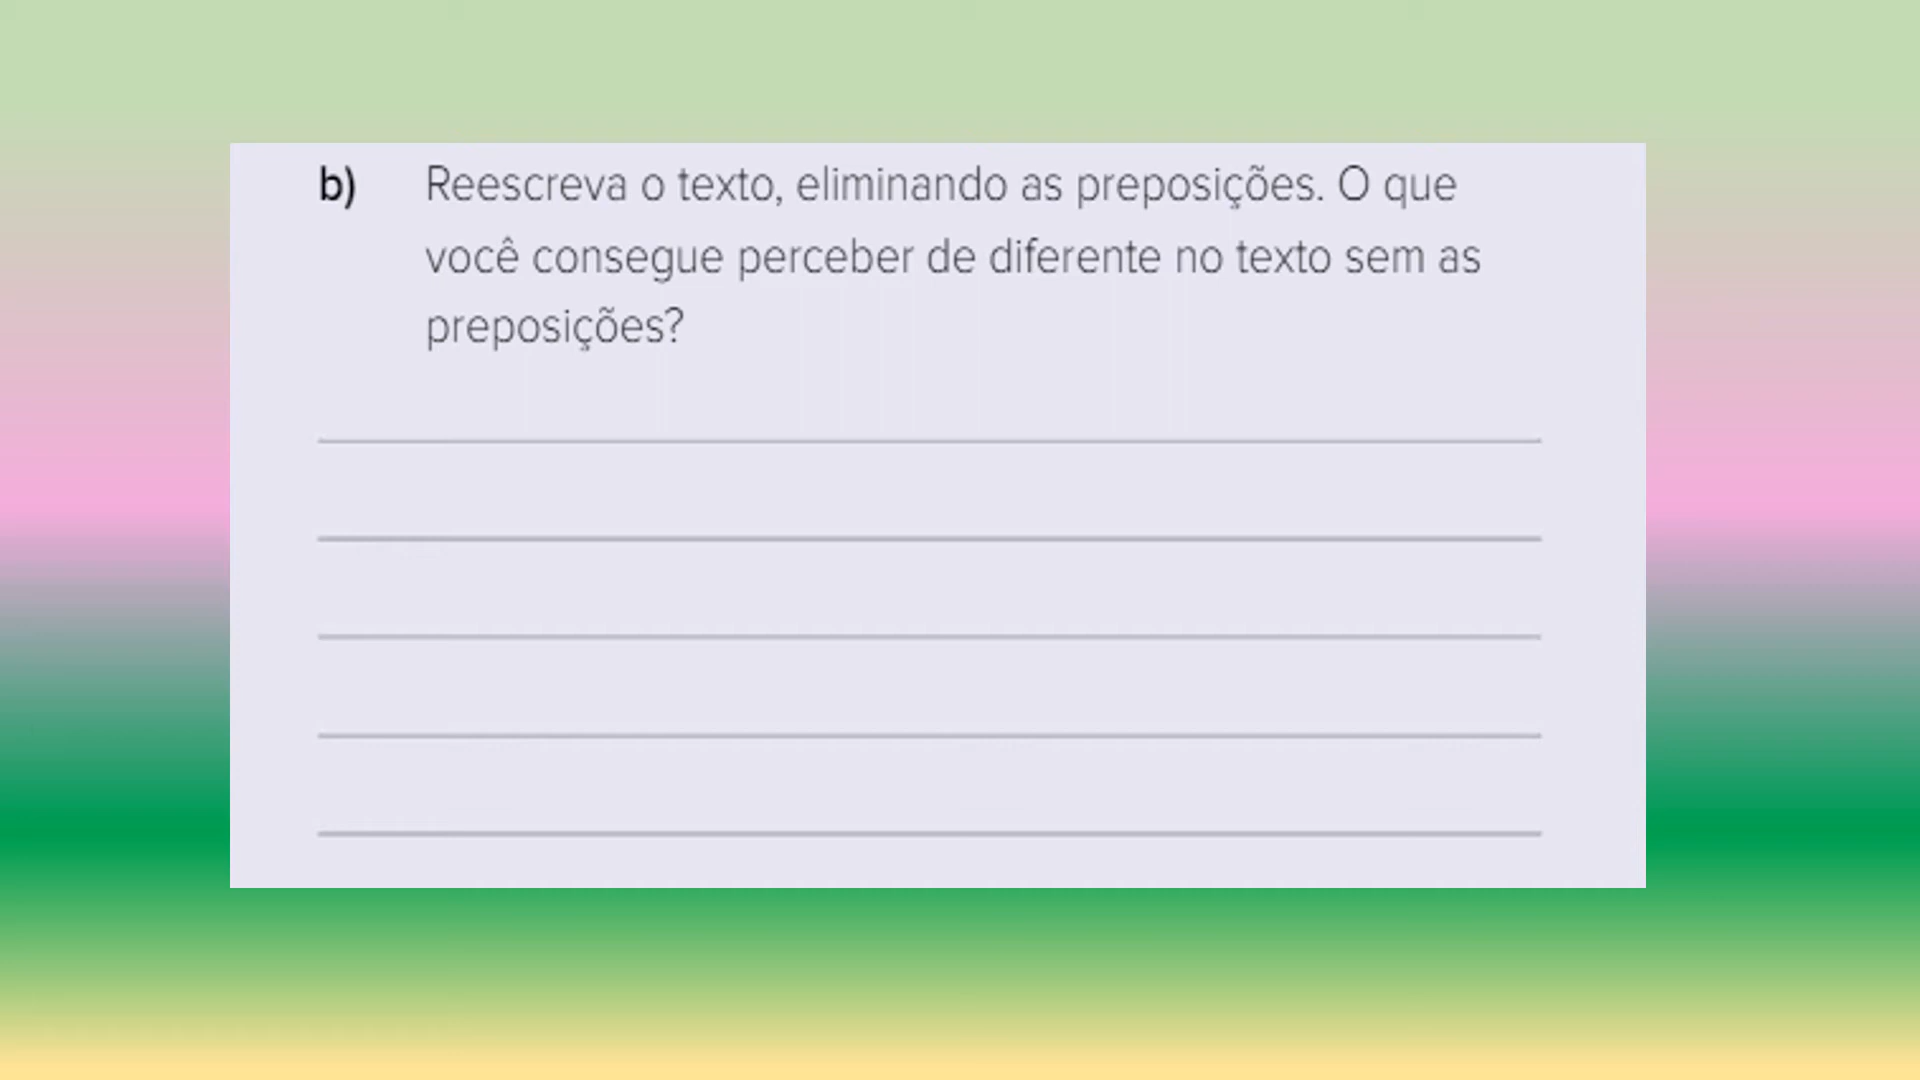 b) Reescreva o texto, eliminando as preposições. O que
você consegue perceber de diferente no texto sem as
preposições?